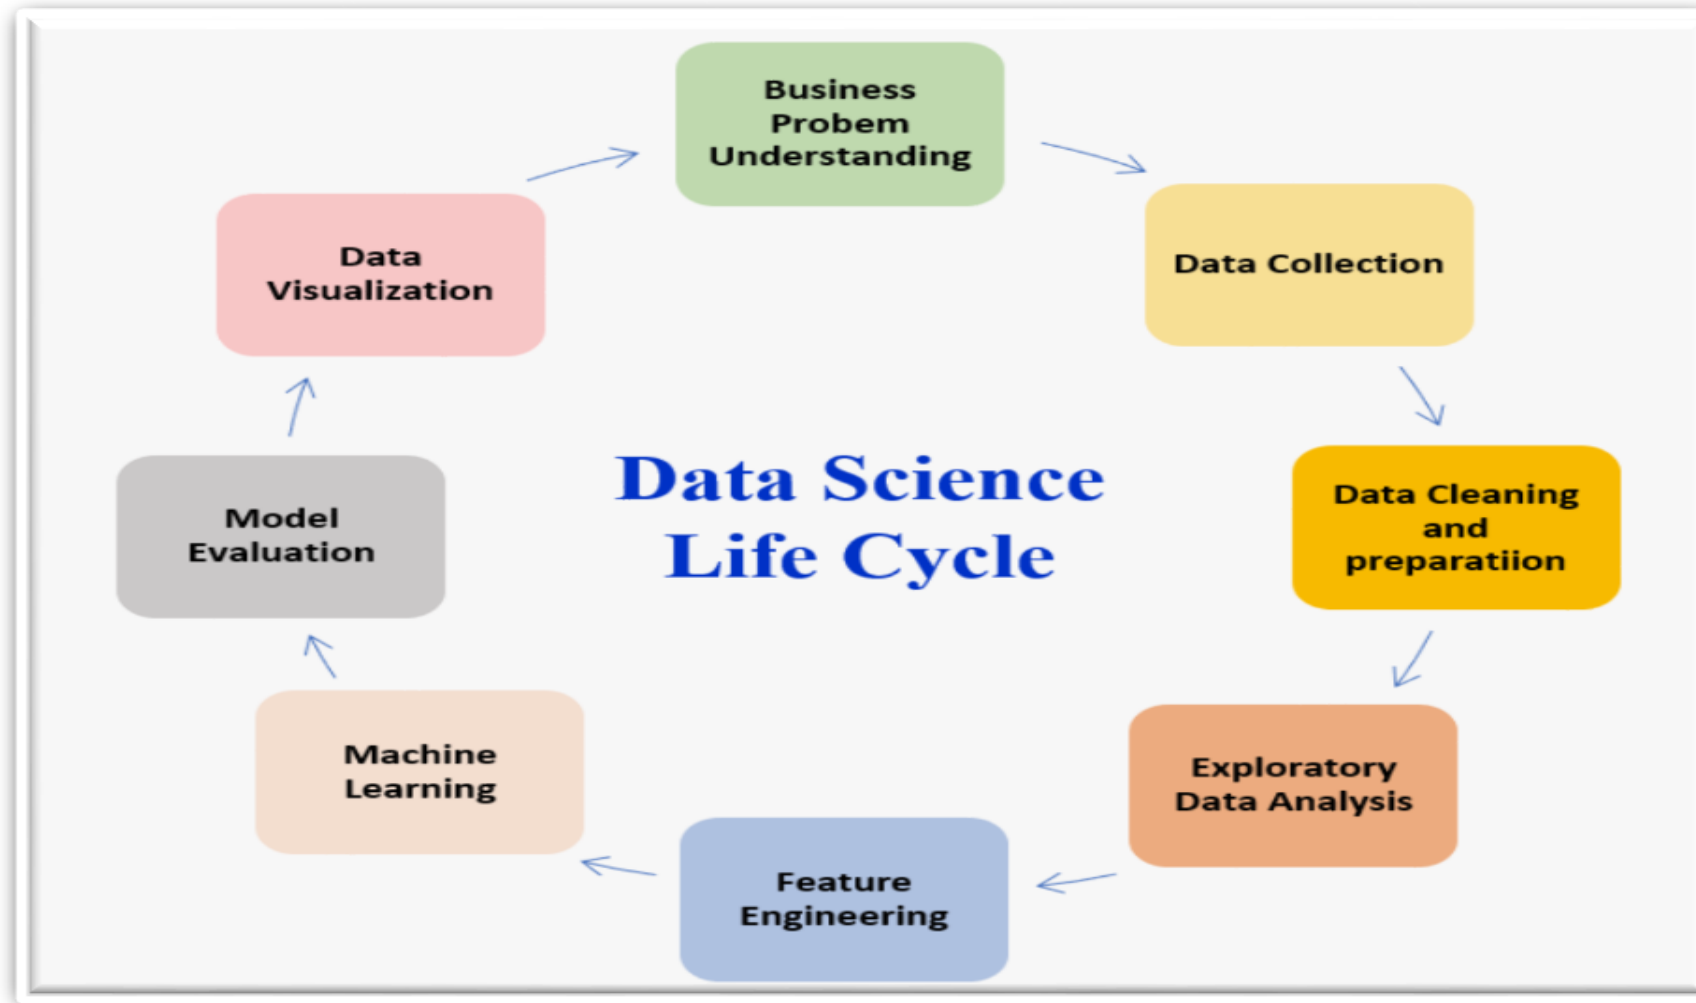 Business
Probem
Understanding
Data Collection
Data Cleaning
and
preparatiion
Exploratory
Data Analysis
Feature
Engineering
Machine
Learning
Model
Evaluation
Data
Visualization
Data Science
Life Cycle